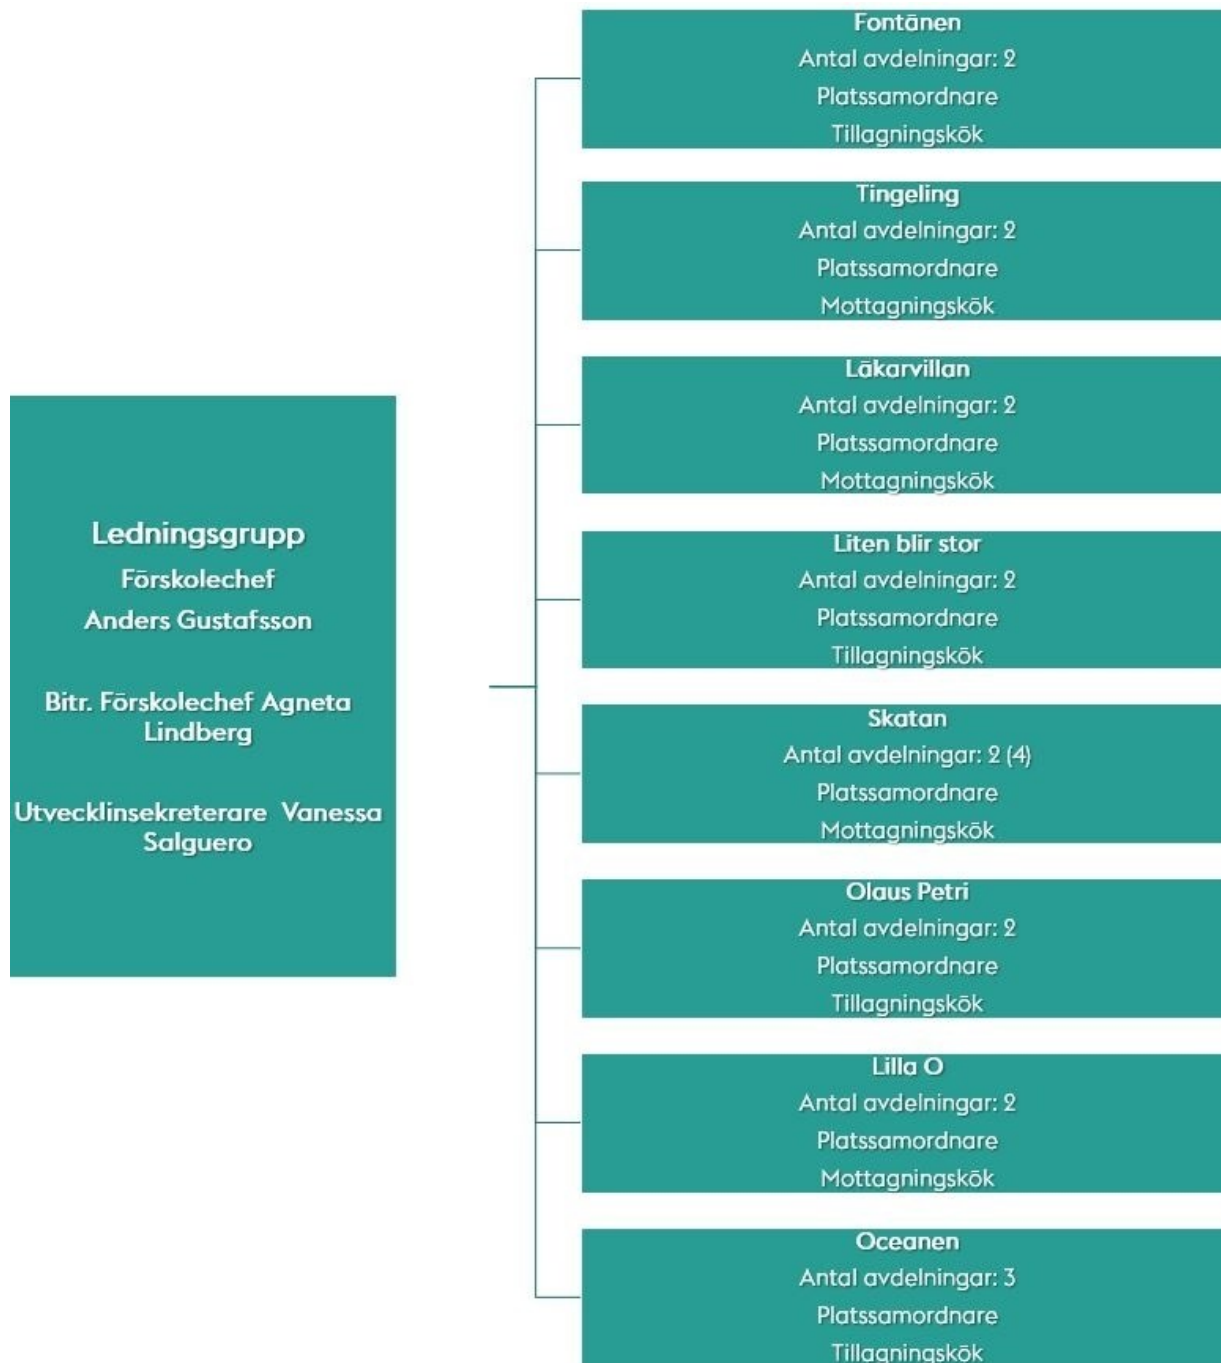 Ledningsgrupp
Förskolechef
Anders Gustafsson
Bitr. Förskolechef Agneta
Lindberg
Utvecklinsekreterare Vanessa
Salguero
Fontänen
Antal avdelningar: 2
Platssamordnare
Tillagningskök
Tingeling
Antal avdelningar: 2
Platssamordnare
Mottagningskök
Läkarvillan
Antal avdelningar: 2
Platssamordnare
Mottagningskök
Liten blir stor
Antal avdelningar: 2
Platssamordnare
Tillagningskök
Skatan
Antal avdelningar: 2 (4)
Platssamordnare
Mottagningskök
Olaus Petri
Antal avdelningar: 2
Platssamordnare
Tillagningskök
Lilla O
Antal avdelningar: 2
Platssamordnare
Mottagningskök
Oceanen
Antal avdelningar: 3
Platssamordnare
Tillagningskök